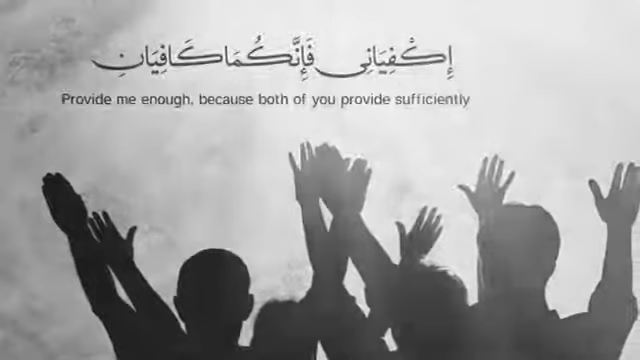 إِكْفِيَانِي فَإِنَّكُمَا كَافِيَانِ
Provide me enough, because both of you provide sufficiently